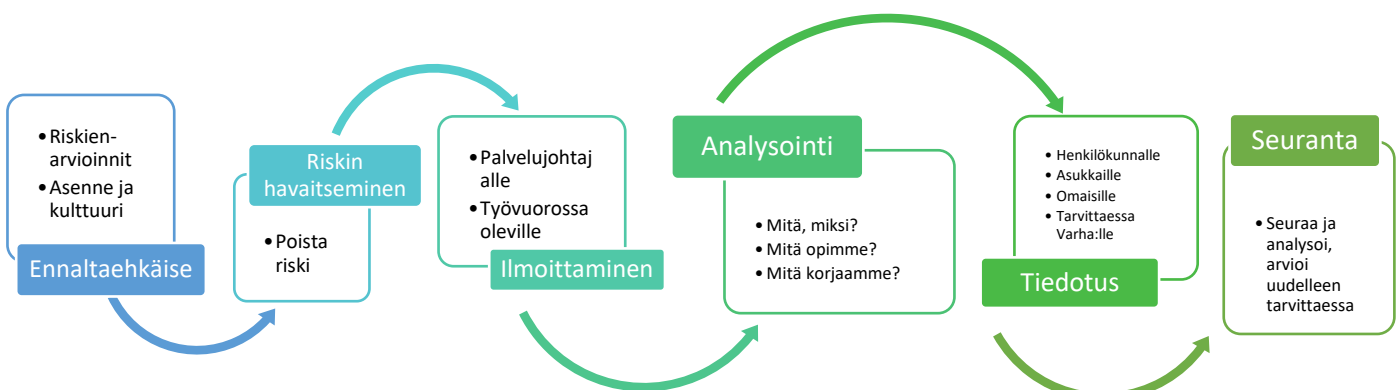 • Riskien-
arvioinnit
• Asenne ja
kulttuuri
Ennaltaehkäise
Riskin
havaitseminen
• Poista
riski
• Palvelujohtaj
alle
• Työvuorossa
oleville
Ilmoittaminen
Analysointi
• Mitä, miksi?
• Mitä opimme?
• Mitä korjaamme?
• Henkilökunnalle
• Asukkaille
• Omaisille
• Tarvittaessa
Varha:lle
Tiedotus
Seuranta
• Seuraa ja
analysoi,
arvioi
uudelleen
tarvittaessa